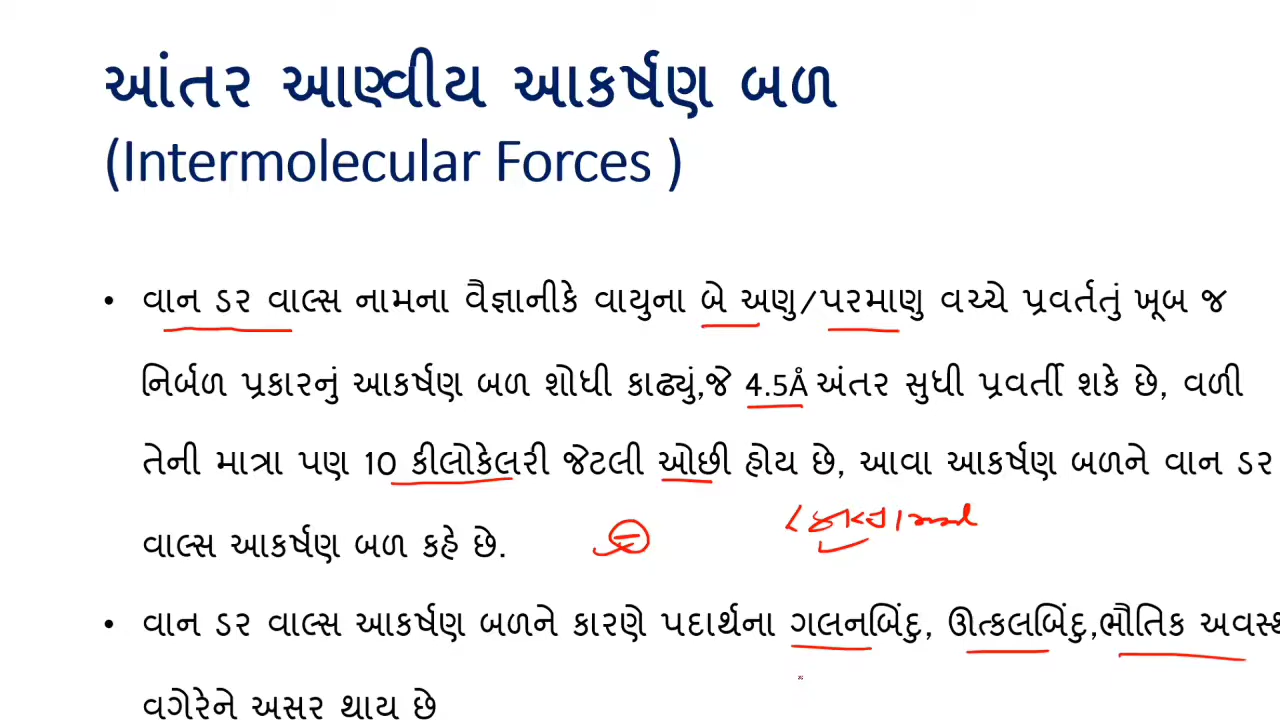 આંતર આણ્વીય આકર્ષણ બળ
(Intermolecular Forces )
• વાન ડર વાલ્સ નામના વૈજ્ઞાનીકે વાયુના બે અણુ/પરમાણુ વચ્ચે પ્રવર્તતું ખૂબ જ
નિર્બળ પ્રકારનું આકર્ષણ બળ શોધી કાઢ્યું,જે 4.5Å અંતર સુધી પ્રવર્તી શકે છે, વળી
તેની માત્રા પણ 10 કીલોકેલરી જેટલી ઓછી હોય છે, આવા આકર્ષણ બળને વાન ડર
વાલ્સ આકર્ષણ બળ કહે છે.
• વાન ડર વાલ્સ આકર્ષણ બળને કારણે પદાર્થના ગલનબિંદુ, ઊત્કલબિંદુ,ભૌતિક
વગેરેને અસર થાય છે